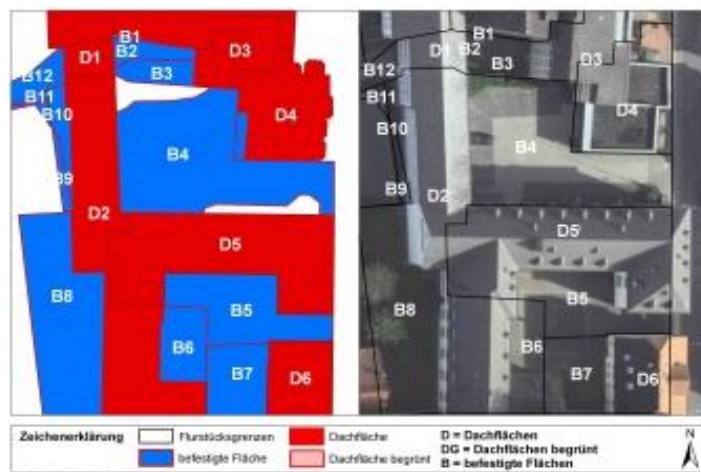 B1
B2
D1
D3
B12
B3
B11
B10
D4
B4
B9
D2
D5
B8
B5
B6
B7
D6
B1
D1
B2
D3
B12
B3
B11
D4
B10
B4
B9
D2
D5
B5
B8
B6
B7
D6
Zeichenerklärung
Flurstücksgrenzen
befestigte Fläche
Dachfläche
Dachfläche begrünt
D = Dachflächen
DG = Dachflächen begrünt
B = befestigte Flächen
N